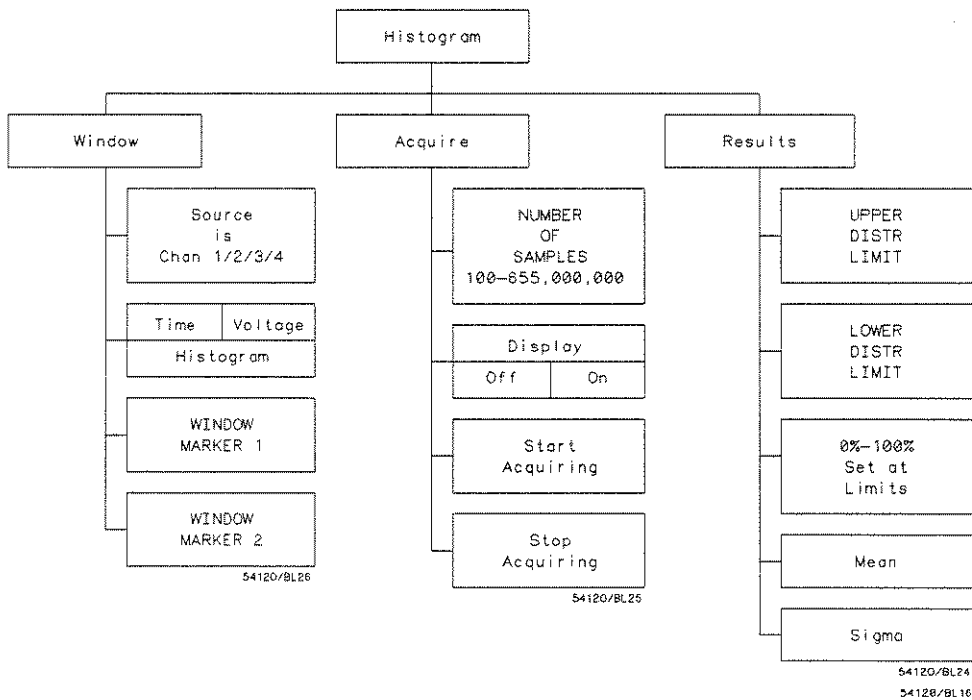 Histogram
Window
Source
is
Chan 1/2/3/4
Time
Voltage
Histogram
WINDOW
MARKER 1
WINDOW
MARKER 2
54120/BL26
Acquire
NUMBER
OF
SAMPLES
100-655,000,000
Display
Off
On
Start
Acquiring
Stop
Acquiring
54120/BL25
Results
UPPER
DISTR
LIMIT
LOWER
DISTR
LIMIT
0%-100%
Set at
Limits
Mean
Sigma
54120/BL24
54120/BL16